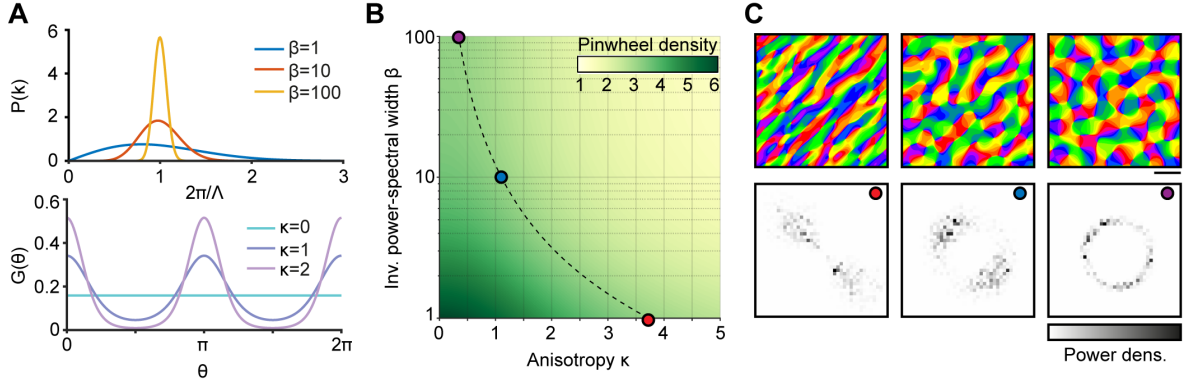 A
6
4
2
0
P(k)
β=1
β=10
β=100
0
1
2
3
2π/Λ
0.6
0.4
0.2
0
G(θ)
κ=0
κ=1
κ=2
0
π
2π
θ
B
Inv. power-spectral width β
100
10
1
Pinwheel density
1 2 3 4 5 6
0 1 2 3 4 5
Anisotropy κ
C
Power dens.